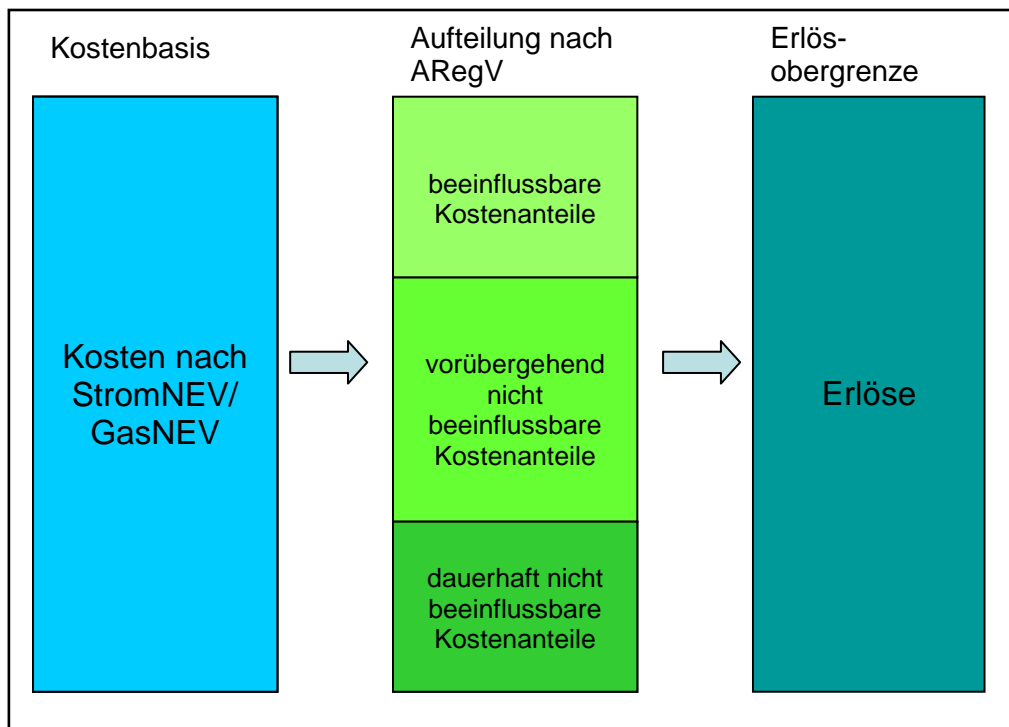 Kostenbasis
Aufteilung nach
ARegV
Erlös-
obergrenze
Kosten nach
StromNEV/
GasNEV
beeinflussbare
Kostenanteile
vorübergehend
nicht
beeinflussbare
Kostenanteile
dauerhaft nicht
beeinflussbare
Kostenanteile
Erlöse